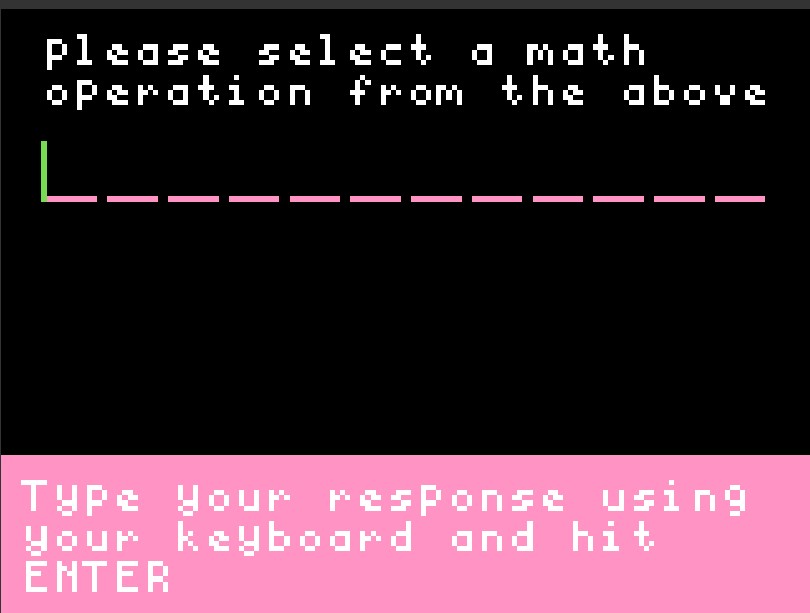 please select a math
operation from the above
Type your response using
your keyboard and hit
ENTER